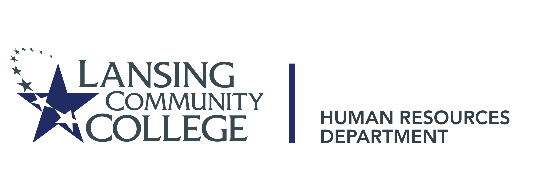 LANSING
COMMUNITY
COLLEGE
HUMAN RESOURCES
DEPARTMENT